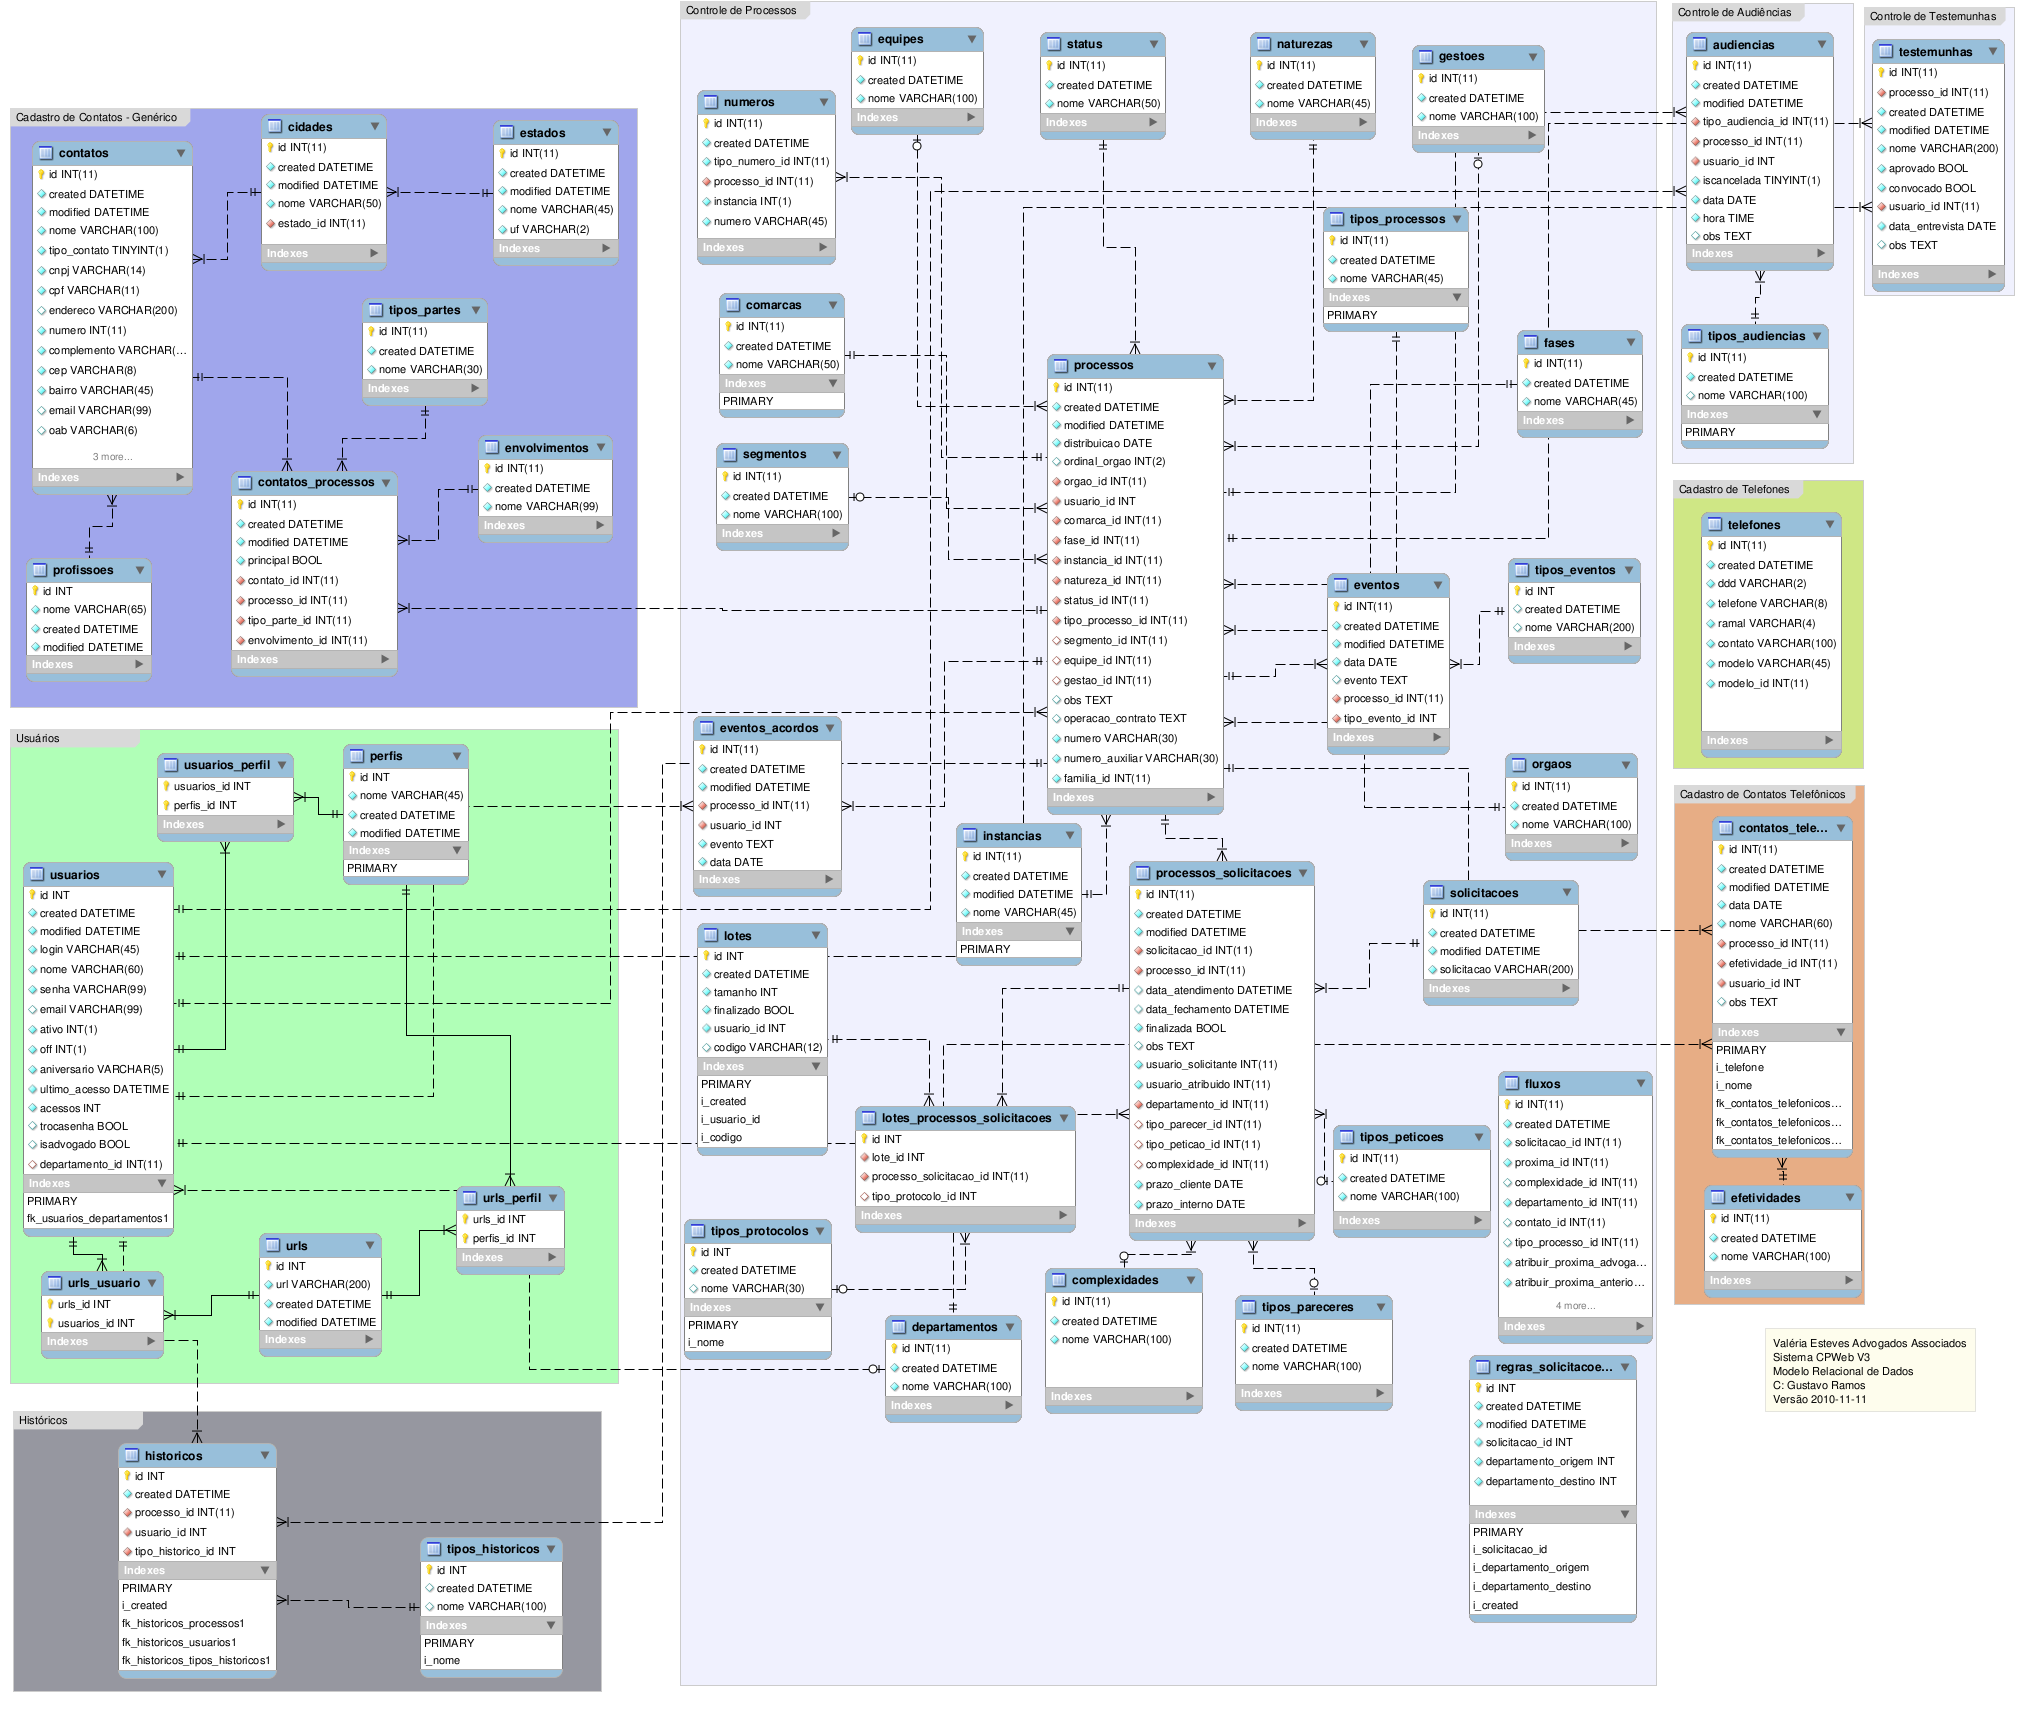 Controle de Processos
equipes
id INT(11)
created DATETIME
nome VARCHAR(100)
Indexes
status
id INT(11)
created DATETIME
nome VARCHAR(50)
Indexes
naturezas
id INT(11)
created DATETIME
nome VARCHAR(45)
Indexes
gestoes
id INT(11)
created DATETIME
nome VARCHAR(100)
Indexes
numeros
id INT(11)
created DATETIME
tipo_numero_id INT(11)
processo_id INT(11)
instancia INT(1)
numero VARCHAR(45)
Indexes
tipos_processos
id INT(11)
created DATETIME
nome VARCHAR(45)
Indexes
PRIMARY
comarcas
id INT(11)
created DATETIME
nome VARCHAR(50)
Indexes
PRIMARY
segmentos
id INT(11)
created DATETIME
nome VARCHAR(100)
Indexes
processos
id INT(11)
created DATETIME
modified DATETIME
distribuicao DATE
ordinal_orgao INT(2)
orgao_id INT(11)
usuario_id INT
comarca_id INT(11)
fase_id INT(11)
instancia_id INT(11)
natureza_id INT(11)
status_id INT(11)
tipo_processo_id INT(11)
segmento_id INT(11)
equipe_id INT(11)
gestao_id INT(11)
obs TEXT
operacao_contrato TEXT
numero VARCHAR(30)
numero_auxiliar VARCHAR(30)
familia_id INT(11)
Indexes
fases
id INT(11)
created DATETIME
nome VARCHAR(45)
Indexes
eventos
id INT(11)
created DATETIME
modified DATETIME
data DATE
evento TEXT
processo_id INT(11)
tipo_evento_id INT
Indexes
tipos_eventos
id INT
created DATETIME
nome VARCHAR(200)
Indexes
orgaos
id INT(11)
created DATETIME
nome VARCHAR(100)
Indexes
eventos_acordos
id INT(11)
created DATETIME
modified DATETIME
processo_id INT(11)
usuario_id INT
evento TEXT
data DATE
Indexes
instancias
id INT(11)
created DATETIME
modified DATETIME
nome VARCHAR(45)
Indexes
PRIMARY
processos_solicitacoes
id INT(11)
created DATETIME
modified DATETIME
solicitacao_id INT(11)
processo_id INT(11)
data_atendimento DATETIME
data_fechamento DATETIME
finalizada BOOL
obs TEXT
usuario_solicitante INT(11)
usuario_atribuido INT(11)
departamento_id INT(11)
tipo_parecer_id INT(11)
tipo_peticao_id INT(11)
complexidade_id INT(11)
prazo_cliente DATE
prazo_interno DATE
Indexes
solicitacoes
id INT(11)
created DATETIME
modified DATETIME
solicitacao VARCHAR(200)
Indexes
lotes
id INT
created DATETIME
tamanho INT
finalizado BOOL
usuario_id INT
codigo VARCHAR(12)
Indexes
PRIMARY
i_created
i_usuario_id
i_codigo
lotes_processos_solicitacoes
id INT
lote_id INT
processo_solicitacao_id INT(11)
tipo_protocolo_id INT
Indexes
tipos_peticoes
id INT(11)
created DATETIME
nome VARCHAR(100)
Indexes
fluxos
id INT(11)
created DATETIME
solicitacao_id INT(11)
proxima_id INT(11)
complexidade_id INT(11)
departamento_id INT(11)
contato_id INT(11)
tipo_processo_id INT(11)
atribuir_proxima_advoga...
atribuir_proxima_anterio...
4 more...
Indexes
tipos_protocolos
id INT
created DATETIME
nome VARCHAR(30)
Indexes
PRIMARY
i_nome
departamentos
id INT(11)
created DATETIME
nome VARCHAR(100)
Indexes
complexidades
id INT(11)
created DATETIME
nome VARCHAR(100)
Indexes
tipos_pareceres
id INT(11)
created DATETIME
nome VARCHAR(100)
Indexes
regras_solicitacoe...
id INT
created DATETIME
modified DATETIME
solicitacao_id INT
departamento_origem INT
departamento_destino INT
Indexes
PRIMARY
i_solicitacao_id
i_departamento_origem
i_departamento_destino
i_created
Cadastro de Contatos - Genérico
contatos
id INT(11)
created DATETIME
modified DATETIME
nome VARCHAR(100)
tipo_contato TINYINT(1)
cnpj VARCHAR(14)
cpf VARCHAR(11)
endereco VARCHAR(200)
numero INT(11)
complemento VARCHAR(...
cep VARCHAR(8)
bairro VARCHAR(45)
email VARCHAR(99)
oab VARCHAR(6)
3 more...
Indexes
cidades
id INT(11)
created DATETIME
modified DATETIME
nome VARCHAR(50)
estado_id INT(11)
Indexes
estados
id INT(11)
created DATETIME
modified DATETIME
nome VARCHAR(45)
uf VARCHAR(2)
Indexes
tipos_partes
id INT(11)
created DATETIME
nome VARCHAR(30)
Indexes
envolvimentos
id INT(11)
created DATETIME
nome VARCHAR(99)
Indexes
contatos_processos
id INT(11)
created DATETIME
modified DATETIME
principal BOOL
contato_id INT(11)
processo_id INT(11)
tipo_parte_id INT(11)
envolvimento_id INT(11)
Indexes
profissoes
id INT
nome VARCHAR(65)
created DATETIME
modified DATETIME
Indexes
Usuários
usuarios_perfil
usuarios_id INT
perfis_id INT
Indexes
perfis
id INT
nome VARCHAR(45)
created DATETIME
modified DATETIME
Indexes
PRIMARY
usuarios
id INT
created DATETIME
modified DATETIME
login VARCHAR(45)
nome VARCHAR(60)
senha VARCHAR(99)
email VARCHAR(99)
ativo INT(1)
off INT(1)
aniversario VARCHAR(5)
ultimo_acesso DATETIME
acessos INT
trocasenha BOOL
isadvogado BOOL
departamento_id INT(11)
Indexes
PRIMARY
fk_usuarios_departamentos1
urls_perfil
urls_id INT
perfis_id INT
Indexes
urls
id INT
url VARCHAR(200)
created DATETIME
modified DATETIME
Indexes
urls_usuario
urls_id INT
usuarios_id INT
Indexes
Históricos
historicos
id INT
created DATETIME
processo_id INT(11)
usuario_id INT
tipo_historico_id INT
Indexes
PRIMARY
i_created
fk_historicos_processos1
fk_historicos_usuarios1
fk_historicos_tipos_historicos1
tipos_historicos
id INT
created DATETIME
nome VARCHAR(100)
Indexes
PRIMARY
i_nome
Controle de Audiências
audiencias
id INT(11)
created DATETIME
modified DATETIME
tipo_audiencia_id INT(11)
processo_id INT(11)
usuario_id INT
iscancelada TINYINT(1)
data DATE
hora TIME
obs TEXT
Indexes
tipos_audiencias
id INT(11)
created DATETIME
nome VARCHAR(100)
Indexes
PRIMARY
Controle de Testemunhas
testemunhas
id INT(11)
processo_id INT(11)
created DATETIME
modified DATETIME
nome VARCHAR(200)
aprovado BOOL
convocado BOOL
usuario_id INT(11)
data_entrevista DATE
obs TEXT
Indexes
Cadastro de Telefones
telefones
id INT(11)
created DATETIME
ddd VARCHAR(2)
telefone VARCHAR(8)
ramal VARCHAR(4)
contato VARCHAR(100)
modelo VARCHAR(45)
modelo_id INT(11)
Indexes
Cadastro de Contatos Telefônicos
contatos_tele...
id INT(11)
created DATETIME
modified DATETIME
data DATE
nome VARCHAR(60)
processo_id INT(11)
efetividade_id INT(11)
usuario_id INT
obs TEXT
Indexes
PRIMARY
i_telefone
i_nome
fk_contatos_telefonicos...
fk_contatos_telefonicos...
fk_contatos_telefonicos...
efetividades
id INT(11)
created DATETIME
nome VARCHAR(100)
Indexes
Valéria Esteves Advogados Associados
Sistema CPWeb V3
Modelo Relacional de Dados
C: Gustavo Ramos
Versão 2010-11-11